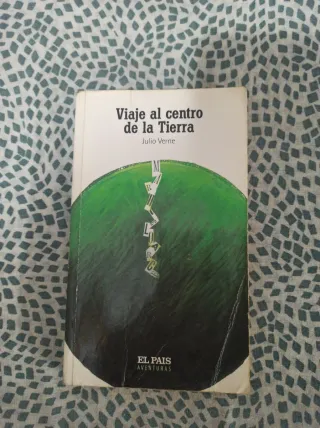 Viaje al centro
de la Tierra
Julio Verne
EL PAIS
AVENTURAS